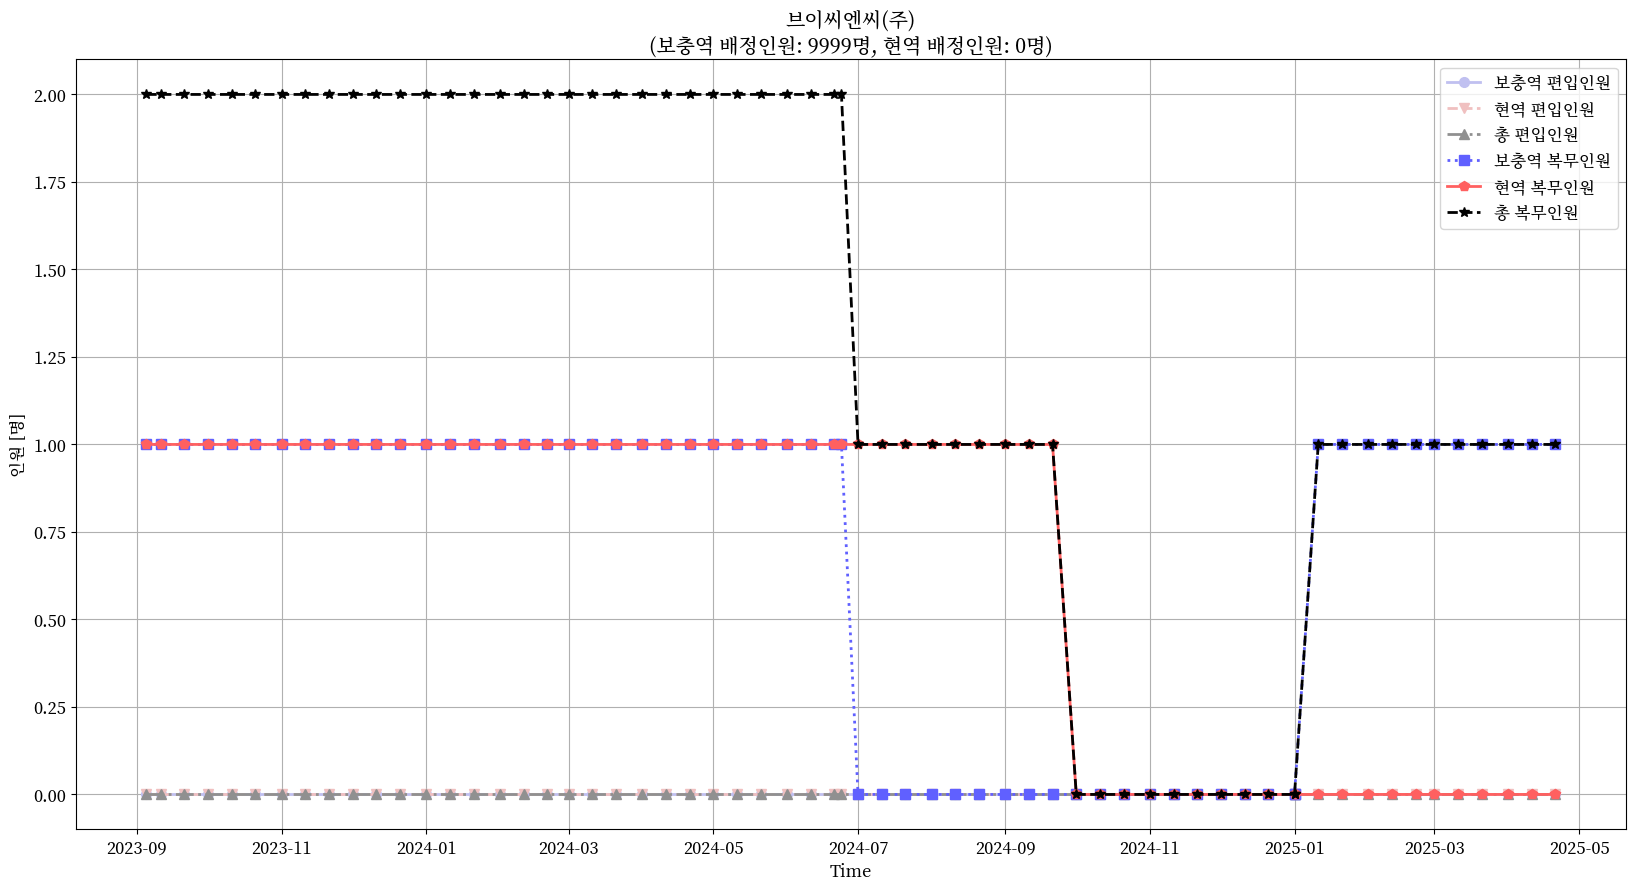 브이씨엔씨(주)
(보충역 배정인원: 9999명, 현역 배정인원: 0명)
보충역 편입인원
현역 편입인원
총 편입인원
보충역 복무인원
현역 복무인원
총 복무인원
2.00
1.75
1.50
1.25
1.00
0.75
0.50
0.25
0.00
인원 [명]
2023-09
2023-11
2024-01
2024-03
2024-05
2024-07
2024-09
2024-11
2025-01
2025-03
2025-05
Time